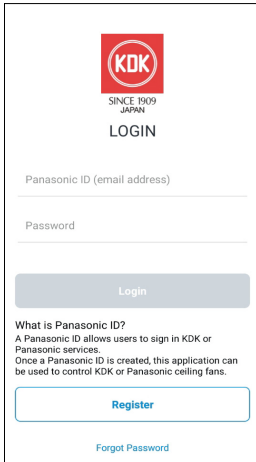 KDK
SINCE 1909
JAPAN
LOGIN
Panasonic ID (email address)
Password
Login
What is Panasonic ID?
A Panasonic ID allows users to sign in KDK or
Panasonic services.
Once a Panasonic ID is created, this application can
be used to control KDK or Panasonic ceiling fans.
Register
Forgot Password